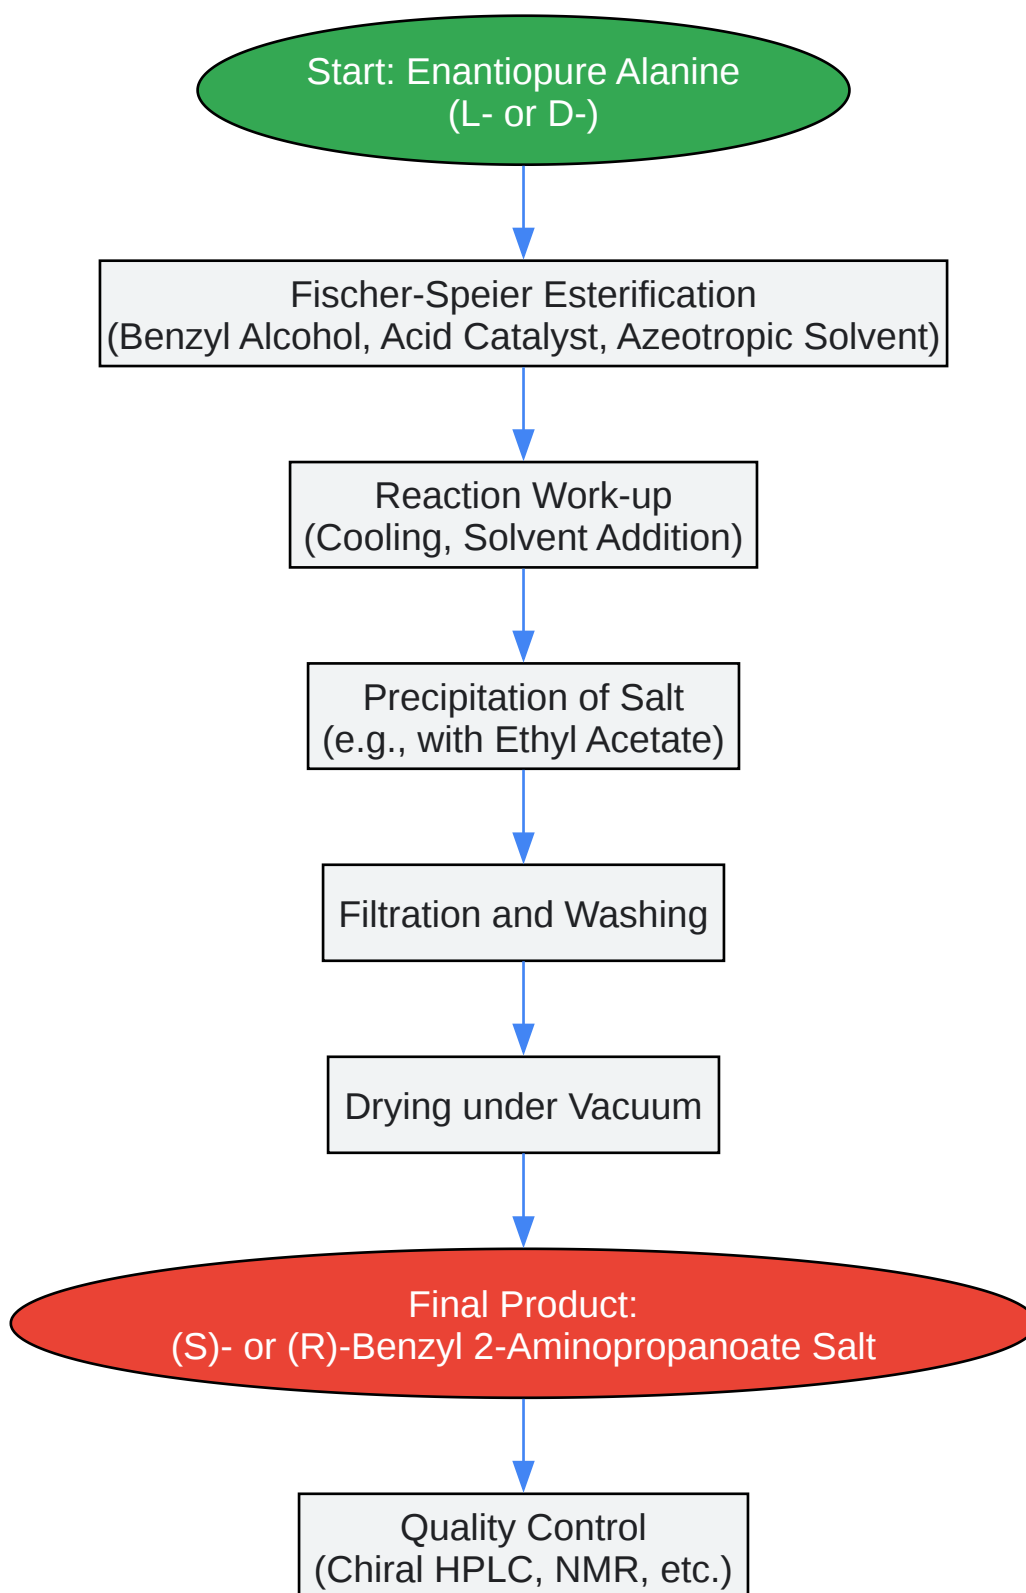 Start: Enantiopure Alanine
(L- or D-)
Fischer-Speier Esterification
(Benzyl Alcohol, Acid Catalyst, Azeotropic Solvent)
Reaction Work-up
(Cooling, Solvent Addition)
Precipitation of Salt
(e.g., with Ethyl Acetate)
Filtration and Washing
Drying under Vacuum
Final Product:
(S)- or (R)-Benzyl 2-Aminopropanoate Salt
Quality Control
(Chiral HPLC, NMR, etc.)